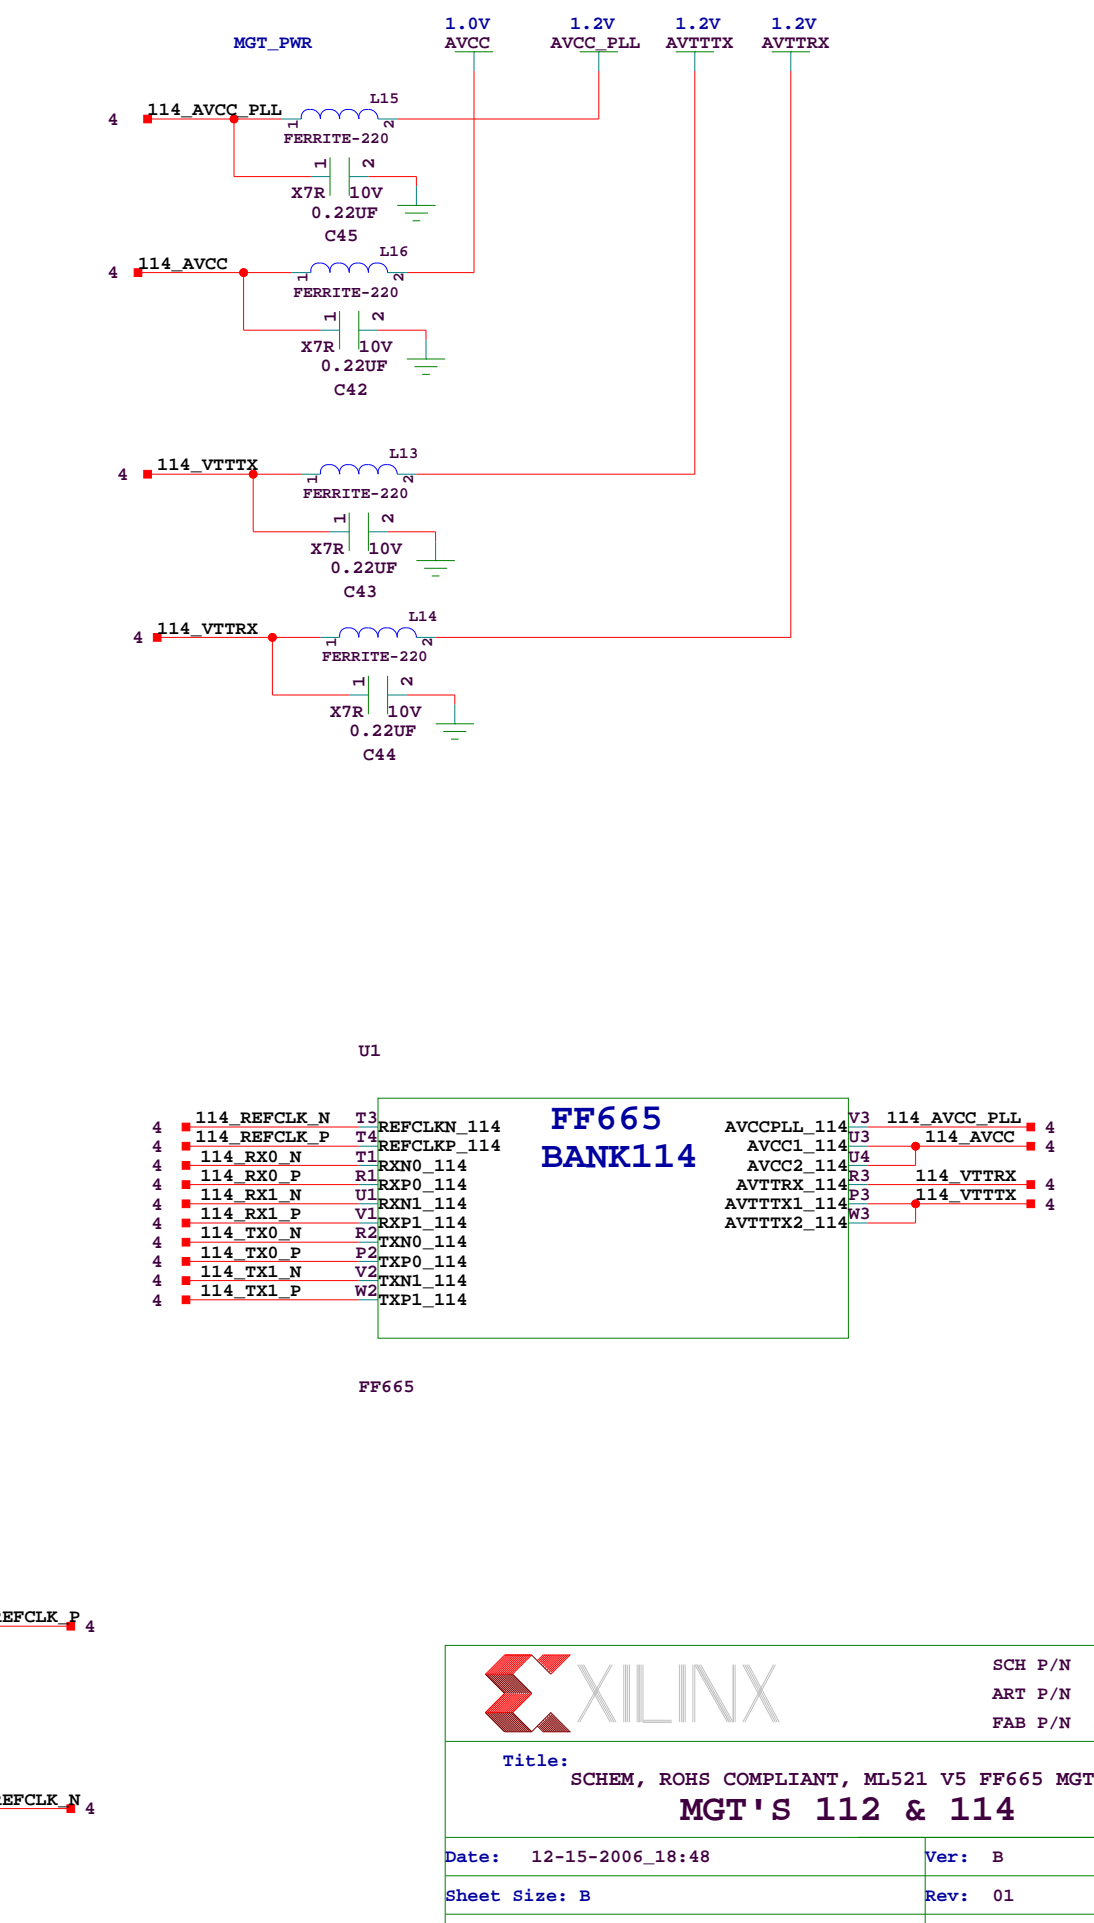 1.0V 1.2V 1.2V 1.2V
MGT_PWR AVCC AVCC_PLL AVTTTX AVTTRX
L15
4 114_AVCC_PLL
1 2
FERRITE-220
1 2
X7R 10V
0.22UF
C45
L16
4 114_AVCC
1 2
FERRITE-220
1 2
X7R 10V
0.22UF
C42
L13
4 114_VTTTX
1 2
FERRITE-220
1 2
X7R 10V
0.22UF
C43
L14
4 114_VTTRX
1 2
FERRITE-220
1 2
X7R 10V
0.22UF
C44
U1
FF665
BANK114
4 114_REFCLK_N T3 REFCLKN_114
4 114_REFCLK_P T4 REFCLKP_114
4 114_RX0_N T1 RXN0_114
4 114_RX0_P R1 RXP0_114
4 114_RX1_N U1 RXN1_114
4 114_RX1_P V1 RXP1_114
4 114_TX0_N R2 TXN0_114
4 114_TX0_P P2 TXP0_114
4 114_TX1_N V2 TXN1_114
4 114_TX1_P W2 TXP1_114
AVCCPLL_114 V3 114_AVCC_PLL 4
AVCC1_114 U3 114_AVCC 4
AVCC2_114 U4
AVTTRX_114 R3 114_VTTRX 4
AVTTTX1_114 P3 114_VTTTX 4
AVTTTX2_114 W3
FF665
EFCLK_P 4
EFCLK_N 4
XILINX
SCH P/N
ART P/N
FAB P/N
Title:
SCHEM, ROHS COMPLIANT, ML521 V5 FF665 MGT
MGT'S 112 & 114
Date: 12-15-2006_18:48 Ver: B
Sheet Size: B Rev: 01